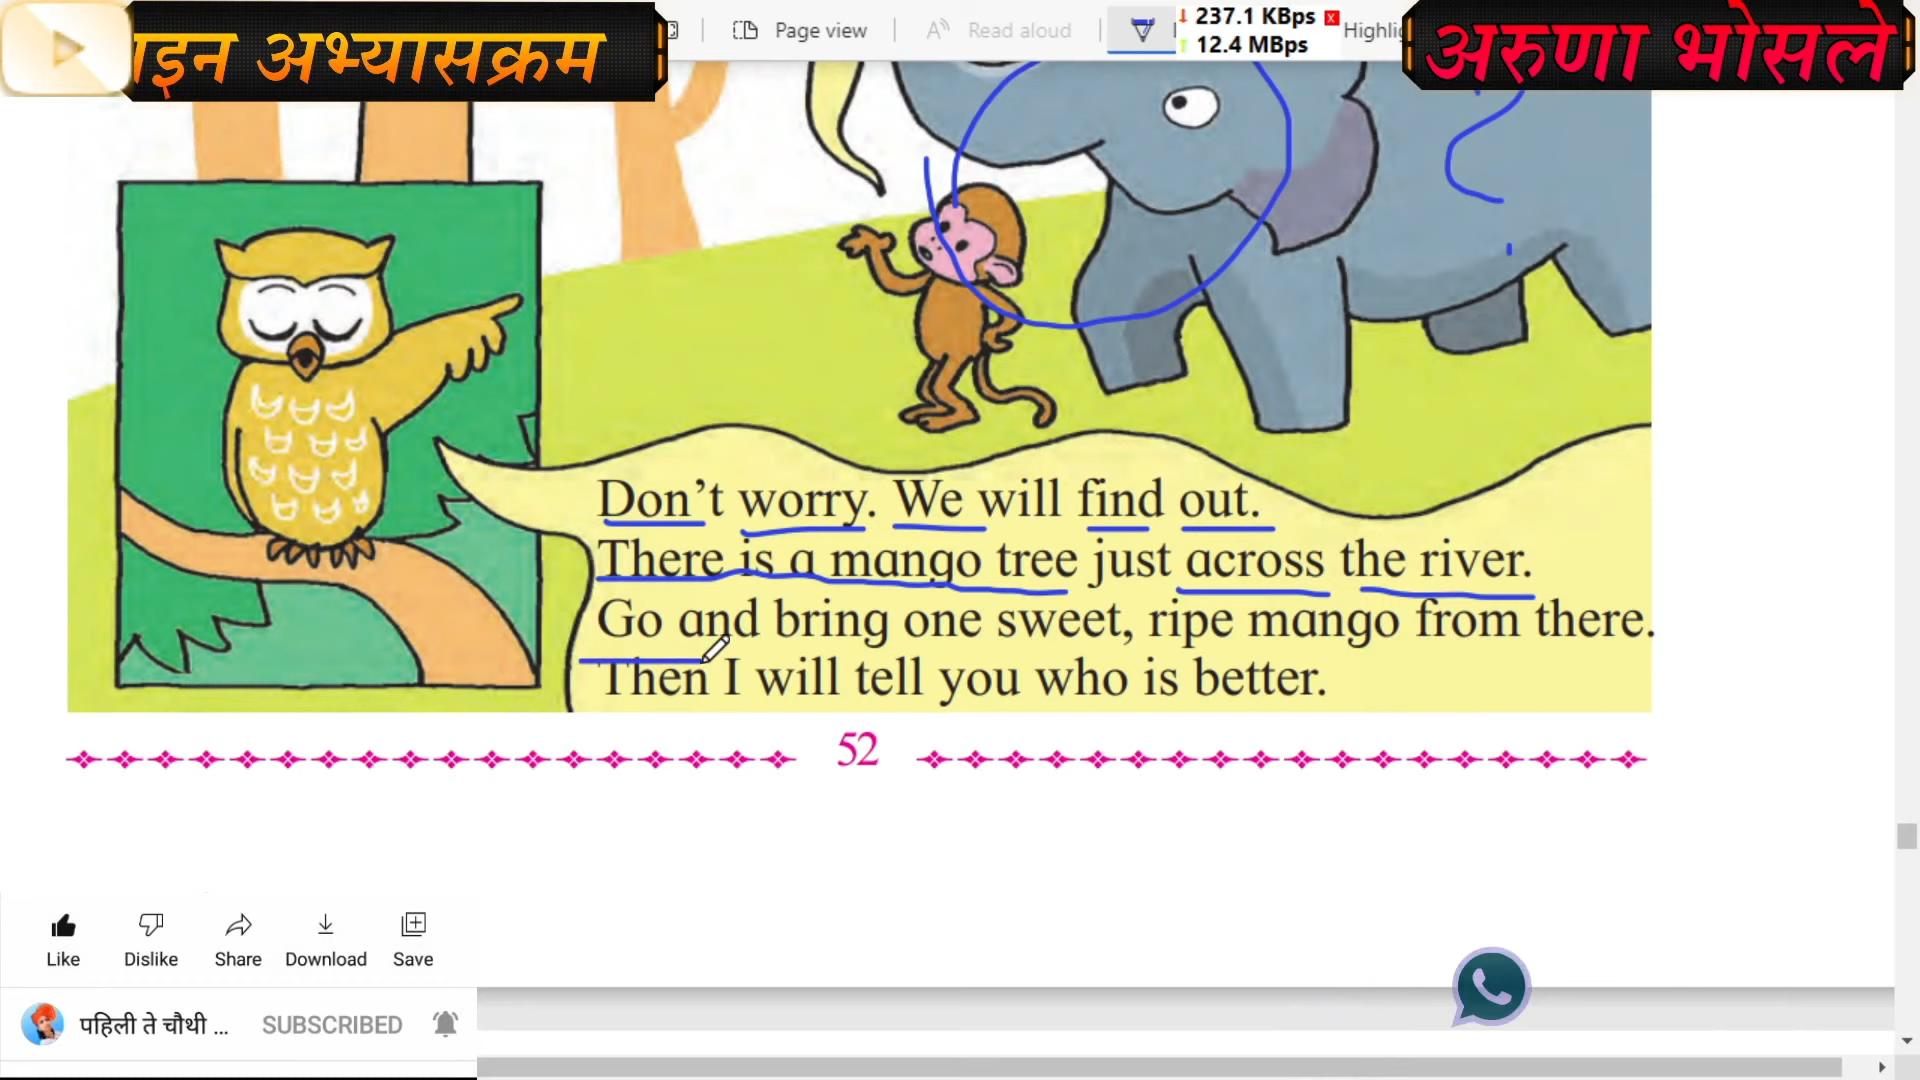 ाइन अभ्यासक्रम
Page view
Read aloud
237.1 KBps
12.4 MBps
अरुणा भोसले
Don't worry. We will find out.
There is a mango tree just across the river.
Go and bring one sweet, ripe mango from there.
Then I will tell you who is better.
52
Like
Dislike
Share
Download
Save
पहिली ते चौथी ...
SUBSCRIBED